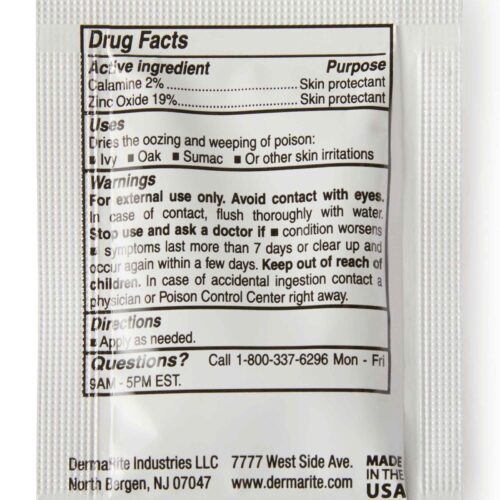 Drug Facts
Active ingredient Purpose
Calamine 2%........................................Skin protectant
Zinc Oxide 19%...................................Skin protectant
Uses
Dries the oozing and weeping of poison:
■ Ivy ■ Oak ■ Sumac ■ Or other skin irritations
Warnings
For external use only. Avoid contact with eyes.
In case of contact, flush thoroughly with water.
Stop use and ask a doctor if ■ condition worsens
■ symptoms last more than 7 days or clear up and
occur again within a few days. Keep out of reach of
children. In case of accidental ingestion contact a
physician or Poison Control Center right away.
Directions
■ Apply as needed.
Questions? Call 1-800-337-6296 Mon - Fri
9AM - 5PM EST.
DermaRite Industries LLC 7777 West Side Ave.
North Bergen, NJ 07047 www.dermarite.com
MADE
IN THE
USA